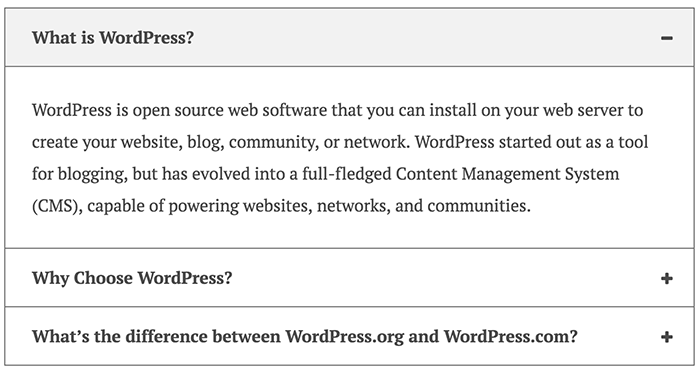 What is WordPress?
WordPress is open source web software that you can install on your web server to
create your website, blog, community, or network. WordPress started out as a tool
for blogging, but has evolved into a full-fledged Content Management System
(CMS), capable of powering websites, networks, and communities.
Why Choose WordPress?
What’s the difference between WordPress.org and WordPress.com?